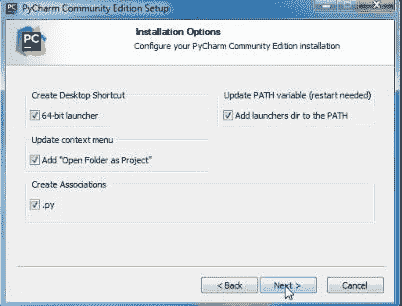 PyCharm Community Edition Setup
PC
Installation Options
Configure your PyCharm Community Edition installation
Create Desktop Shortcut
64-bit launcher
Update PATH variable (restart needed)
Add launchers dir to the PATH
Update context menu
Add "Open Folder as Project"
Create Associations
.py
< Back
Next >
Cancel